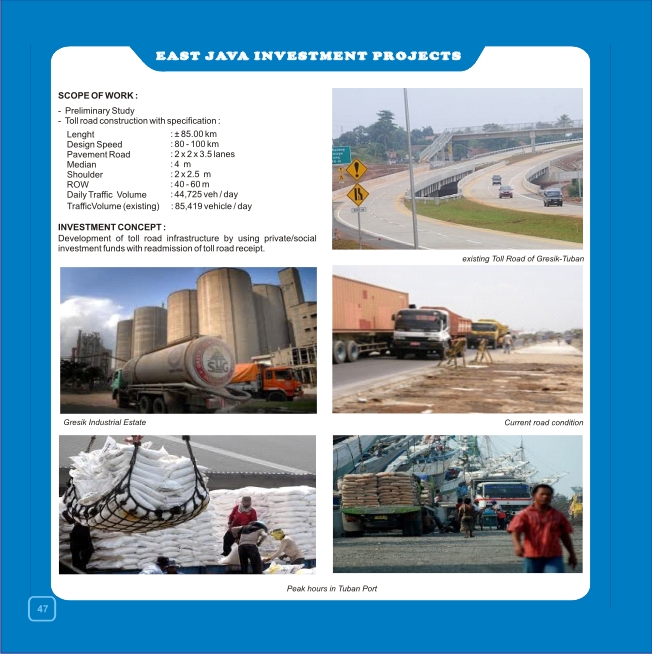 EAST JAVA INVESTMENT PROJECTS
SCOPE OF WORK :
- Preliminary Study
- Toll road construction with specification :
Lenght : ± 85.00 km
Design Speed : 80 - 100 km
Pavement Road : 2 x 2 x 3.5 lanes
Median : 4 m
Shoulder : 2 x 2.5 m
ROW : 40 - 60 m
Daily Traffic Volume : 44,725 veh / day
TrafficVolume (existing) : 85,419 vehicle / day
INVESTMENT CONCEPT :
Development of toll road infrastructure by using private/social
investment funds with readmission of toll road receipt.
existing Toll Road of Gresik-Tuban
SG
Gresik Industrial Estate
Current road condition
Peak hours in Tuban Port
47